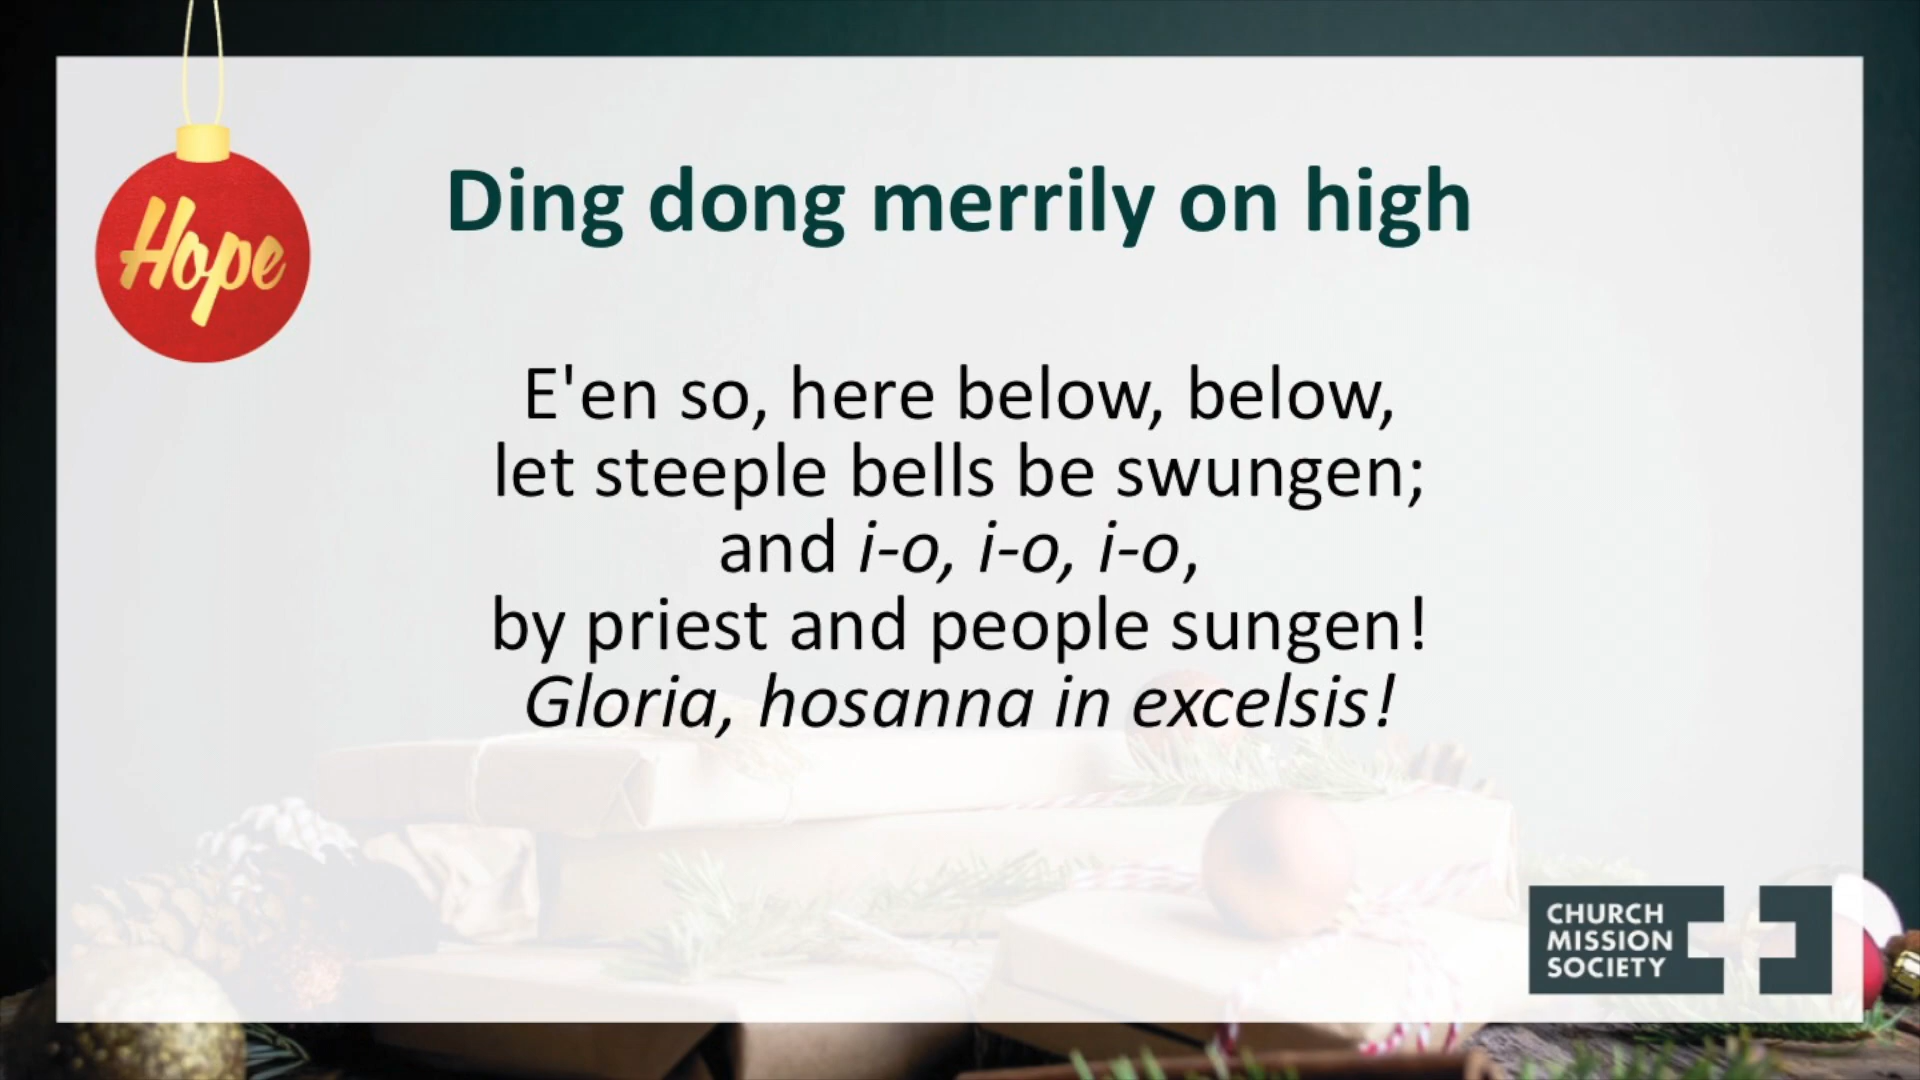 Hope
Ding dong merrily on high
E'en so, here below, below,
let steeple bells be swungen;
and i-o, i-o, i-o,
by priest and people sungen!
Gloria, hosanna in excelsis!
CHURCH
MISSION
SOCIETY